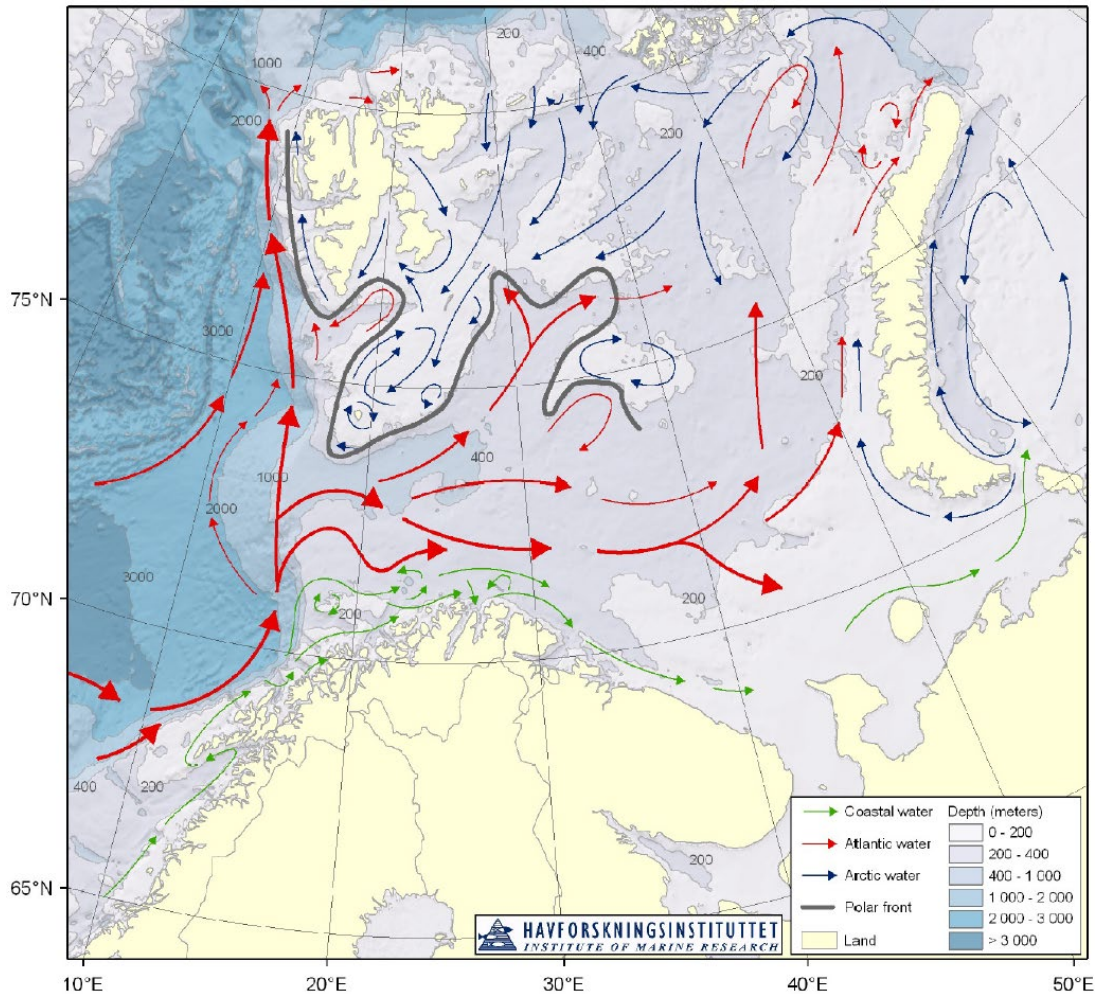 200
400
1000
2000
200
75°N
3000
200
200
400
1000
2000
70°N
3000
200
200
400
200
65°N
200
Coastal water
Atlantic water
Arctic water
Polar front
Land
Depth (meters)
0 - 200
200 - 400
400 - 1 000
1 000 - 2 000
2 000 - 3 000
> 3 000
HAVFORSKNINGSINSTITUTTET
INSTITUTE OF MARINE RESEARCH
10°E
20°E
30°E
40°E
50°E